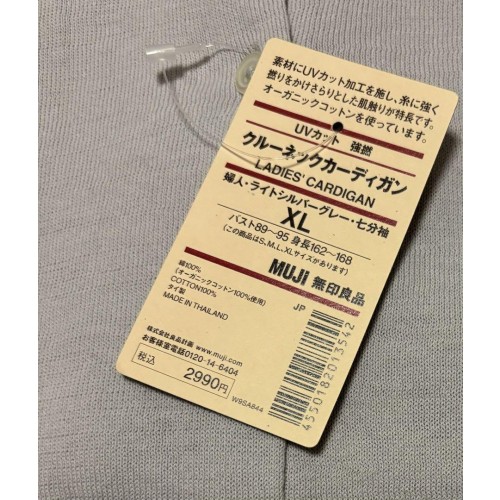 素材にUVカット加工を施し、糸に強く
撚りをかけさらりとした肌触りが特長です。
オーガニックコットンを使っています。
UVカット 強撚
クルーネックカーディガン
LADIES' CARDIGAN
婦人・ライトシルバーグレー・七分袖
XL
バスト89~95 身長162~168
(この商品はS,M,L,XLサイズがあります)
MUJI 無印良品
綿100%
(オーガニックコットン100%使用)
COTTON100%
タイ製
MADE IN THAILAND
JP
4550182013542
株式会社良品計画 www.muji.com
お客様室電話0120-14-6404
税込 2990円
W9SA844